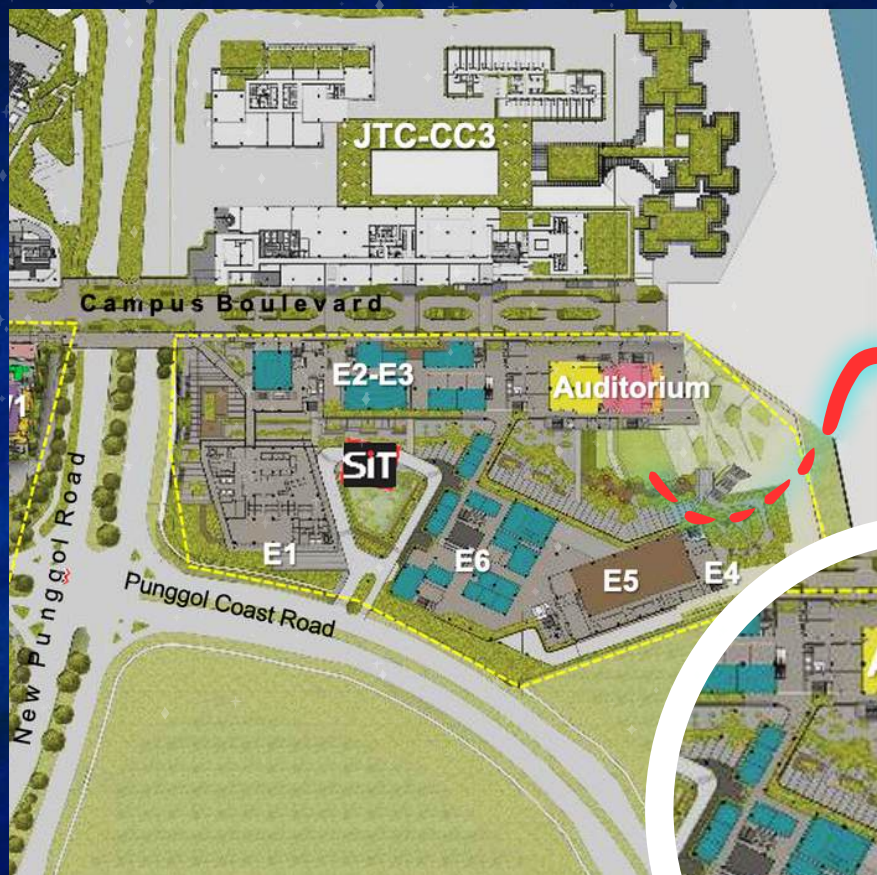 JTC-CC3
Campus Boulevard
E2-E3
Auditorium
SiT
E1
E6
E5
E4
New Punggol Road
Punggol Coast Road